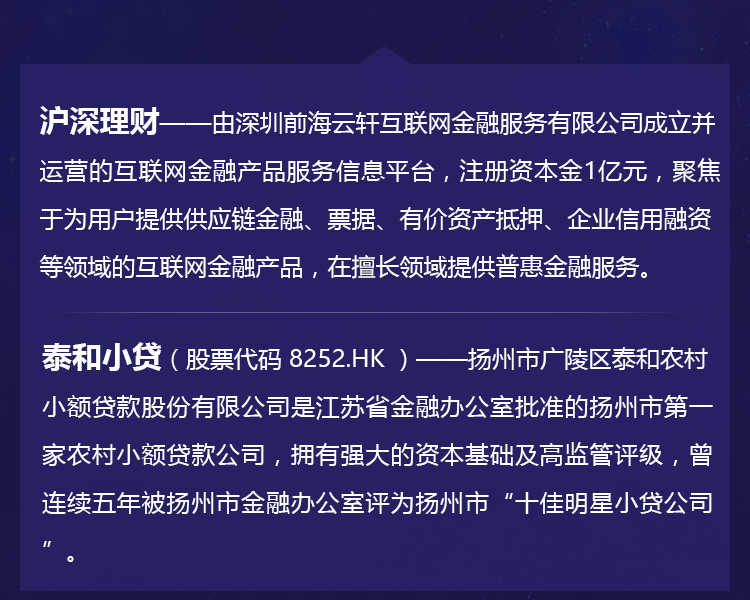 沪深理财——由深圳前海云轩互联网金融服务有限公司成立并
运营的互联网金融产品服务信息平台，注册资本金1亿元，聚焦
于为用户提供供应链金融、票据、有价资产抵押、企业信用融资
等领域的互联网金融产品，在擅长领域提供普惠金融服务。
泰和小贷（股票代码 8252.HK ）——扬州市广陵区泰和农村
小额贷款股份有限公司是江苏省金融办公室批准的扬州市第一
家农村小额贷款公司，拥有强大的资本基础及高监管评级，曾
连续五年被扬州市金融办公室评为扬州市“十佳明星小贷公司
”。